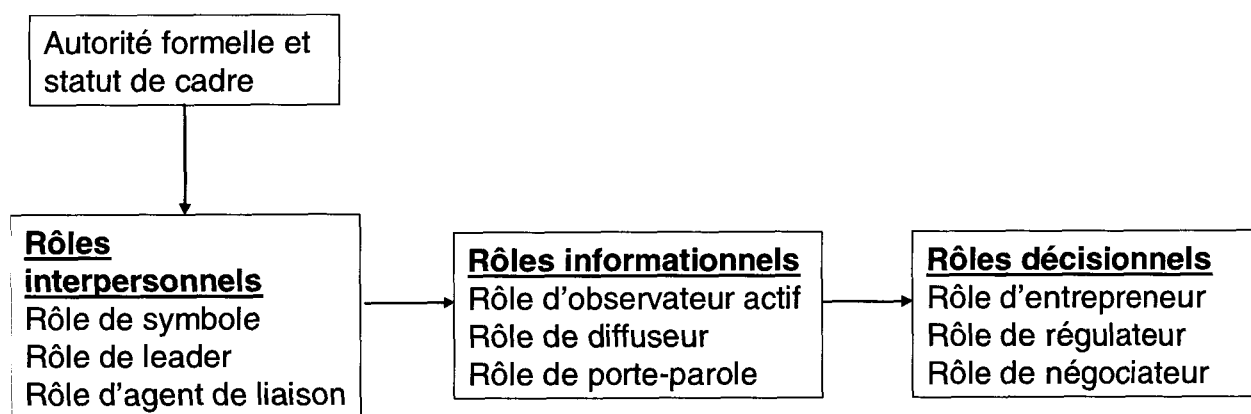 Autorité formelle et
statut de cadre
Rôles
interpersonnels
Rôle de symbole
Rôle de leader
Rôle d'agent de liaison
Rôles informationnels
Rôle d'observateur actif
Rôle de diffuseur
Rôle de porte-parole
Rôles décisionnels
Rôle d'entrepreneur
Rôle de régulateur
Rôle de négociateur